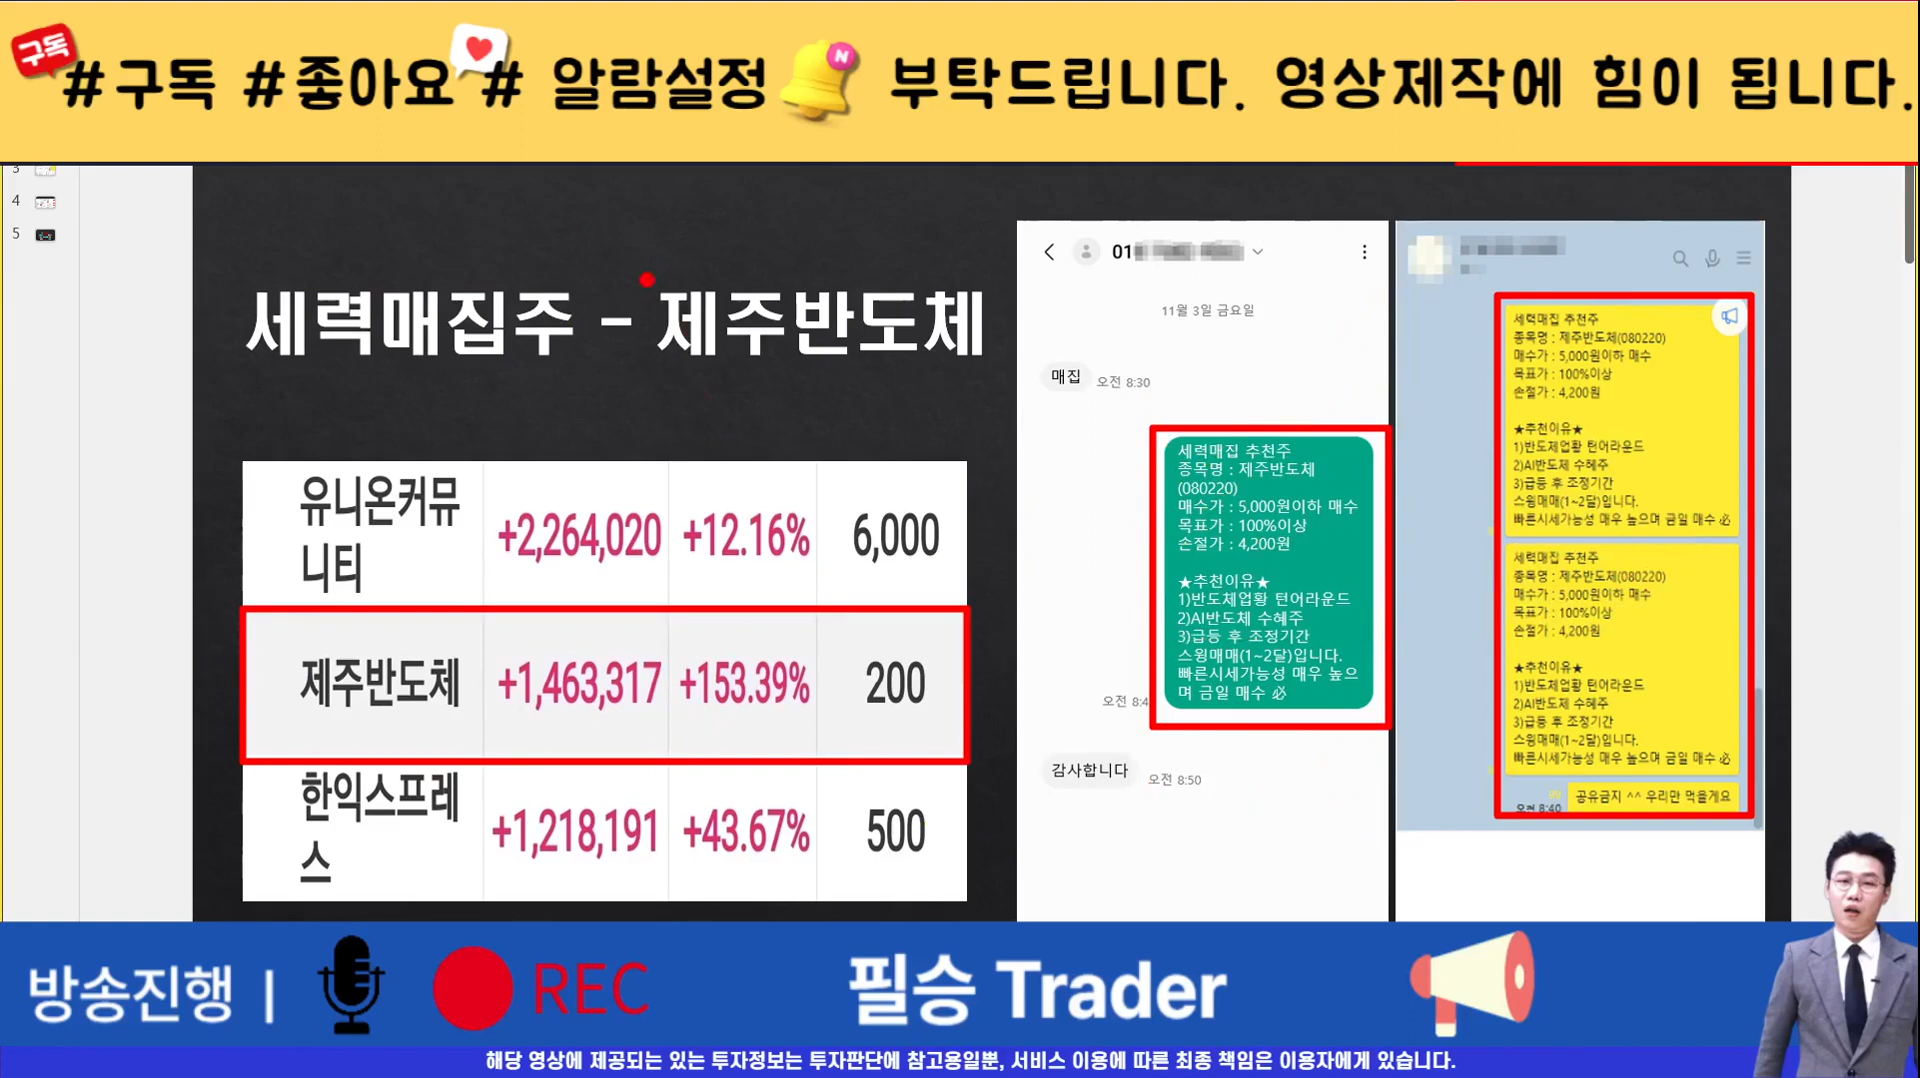 구독
#구독 #좋아요 # 알람설정 N 부탁드립니다. 영상제작에 힘이 됩니다.
3
4
5
세력매집주 - 제주반도체
유니온커뮤
니티
+2,264,020 +12.16% 6,000
제주반도체 +1,463,317 +153.39% 200
한익스프레
스
+1,218,191 +43.67% 500
01
11월 3일 금요일
매집 오전 8:30
세력매집 추천주
종목명 : 제주반도체
(080220)
매수가 : 5,000원이하 매수
목표가 : 100%이상
손절가 : 4,200원
★추천이유★
1)반도체업황 턴어라운드
2)AI반도체 수혜주
3)급등 후 조정기간
스윙매매(1~2달)입니다.
빠른시세가능성 매우 높으
며 금일 매수 必
오전 8:4
감사합니다 오전 8:50
세력매집 추천주
종목명 : 제주반도체(080220)
매수가 : 5,000원이하 매수
목표가 : 100%이상
손절가 : 4,200원
★추천이유★
1)반도체업황 턴어라운드
2)AI반도체 수혜주
3)급등 후 조정기간
스윙매매(1~2달)입니다.
빠른시세가능성 매우 높으며 금일 매수 必
세력매집 추천주
종목명 : 제주반도체(080220)
매수가 : 5,000원이하 매수
목표가 : 100%이상
손절가 : 4,200원
★추천이유★
1)반도체업황 턴어라운드
2)AI반도체 수혜주
3)급등 후 조정기간
스윙매매(1~2달)입니다.
빠른시세가능성 매우 높으며 금일 매수 必
오전 8:40 공유금지 ^^ 우리만 먹을게요
방송진행 | REC 필승 Trader
해당 영상에 제공되는 있는 투자정보는 투자판단에 참고용일뿐, 서비스 이용에 따른 최종 책임은 이용자에게 있습니다.